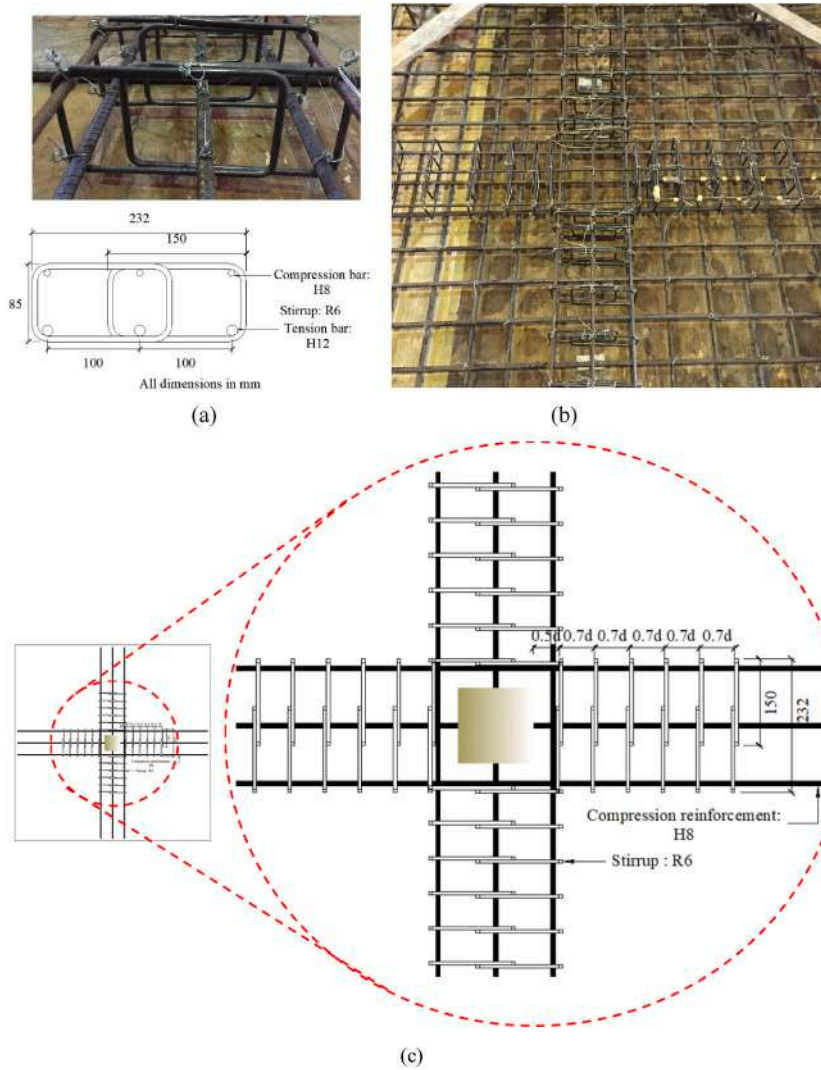 232
150
85
Compression bar:
H8
Stirrup: R6
Tension bar:
H12
100
100
All dimensions in mm
(a)
(b)
0.5d 0.7d 0.7d 0.7d 0.7d 0.7d
150
232
Compression reinforcement:
H8
Stirrup : R6
(c)